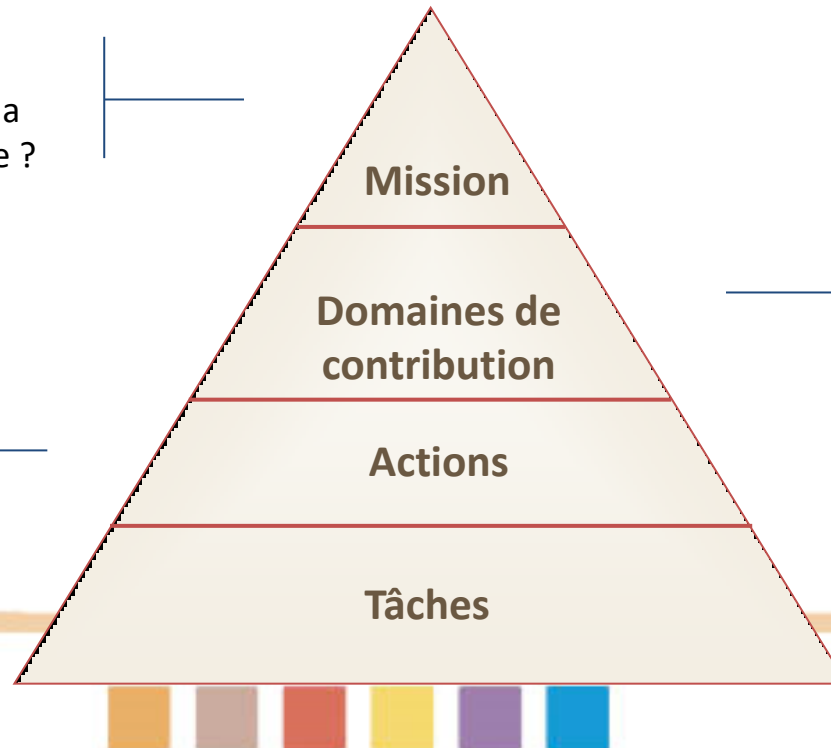 a
e ?
Mission
Domaines de
contribution
Actions
Tâches